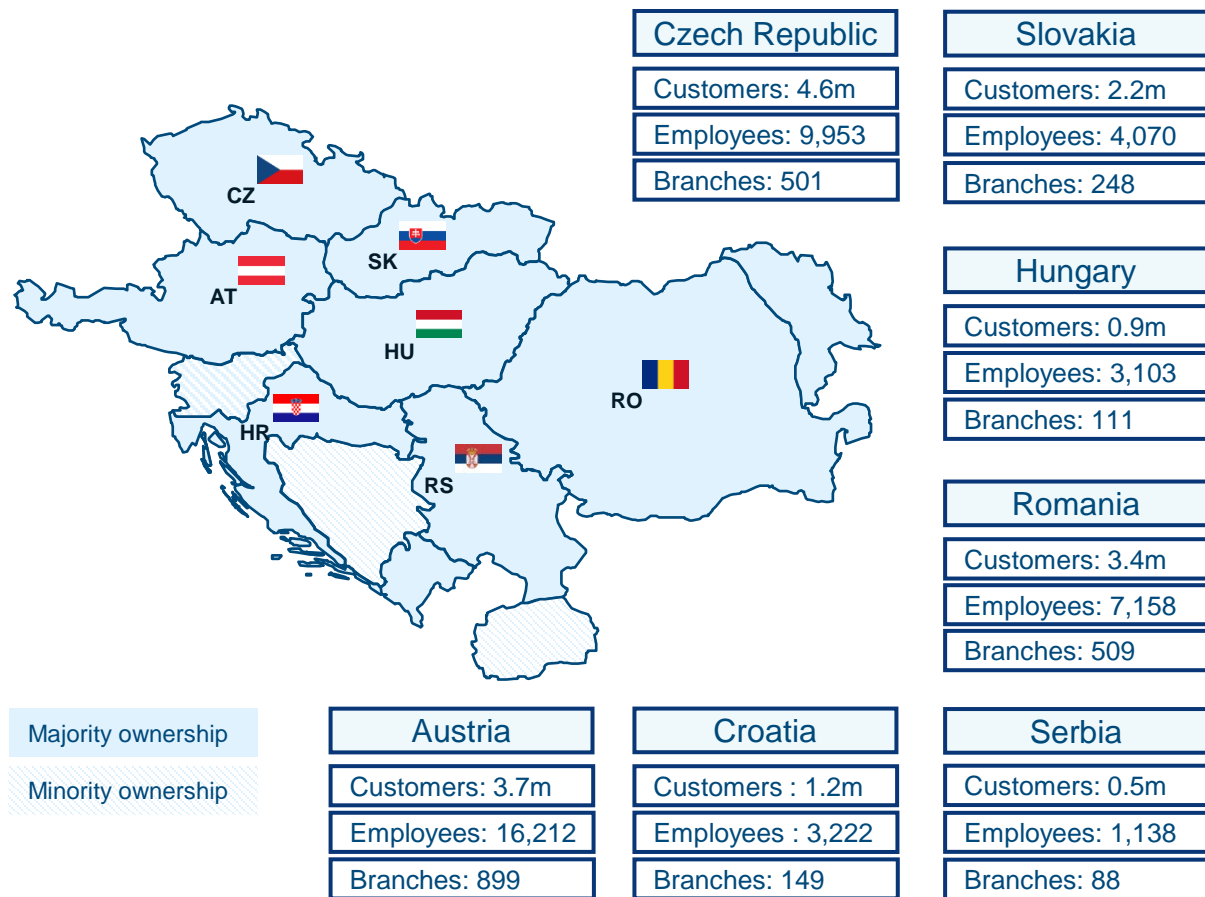 Czech Republic
Customers: 4.6m
Employees: 9,953
Branches: 501
Slovakia
Customers: 2.2m
Employees: 4,070
Branches: 248
CZ
SK
AT
HU
RO
HR
RS
Hungary
Customers: 0.9m
Employees: 3,103
Branches: 111
Romania
Customers: 3.4m
Employees: 7,158
Branches: 509
Majority ownership
Minority ownership
Austria
Customers: 3.7m
Employees: 16,212
Branches: 899
Croatia
Customers : 1.2m
Employees : 3,222
Branches: 149
Serbia
Customers: 0.5m
Employees: 1,138
Branches: 88